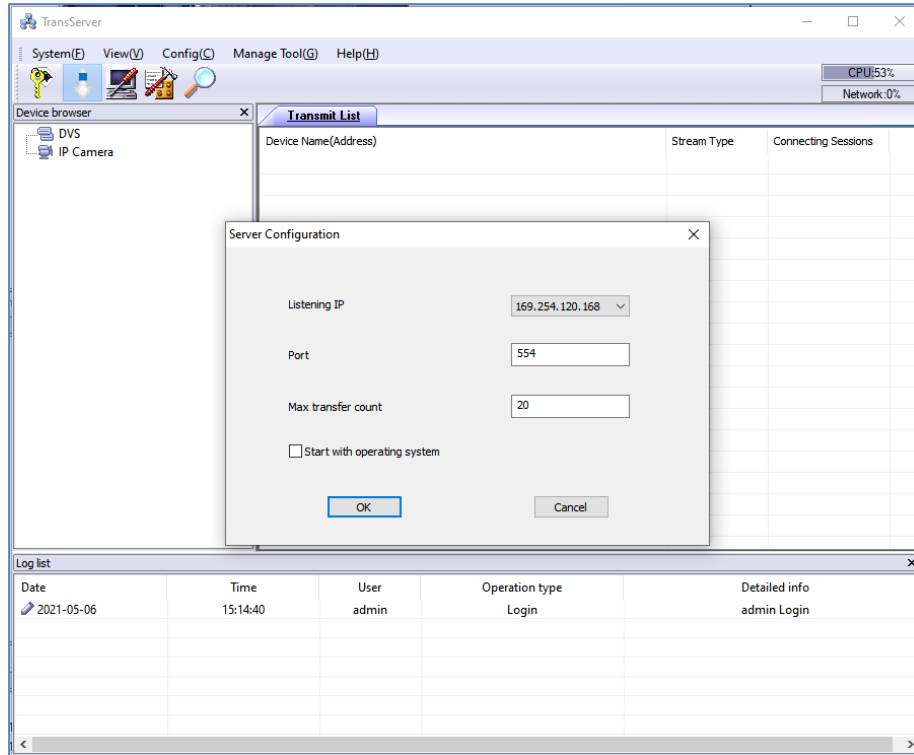 TransServer
System(F) View(V) Config(C) Manage Tool(G) Help(H)
CPU:53%
Network:0%
Device browser
Transmit List
DVS
IP Camera
Device Name(Address) Stream Type Connecting Sessions
Server Configuration
Listening IP 169.254.120.168
Port 554
Max transfer count 20
Start with operating system
OK Cancel
Log list
Date Time User Operation type Detailed info
2021-05-06 15:14:40 admin Login admin Login